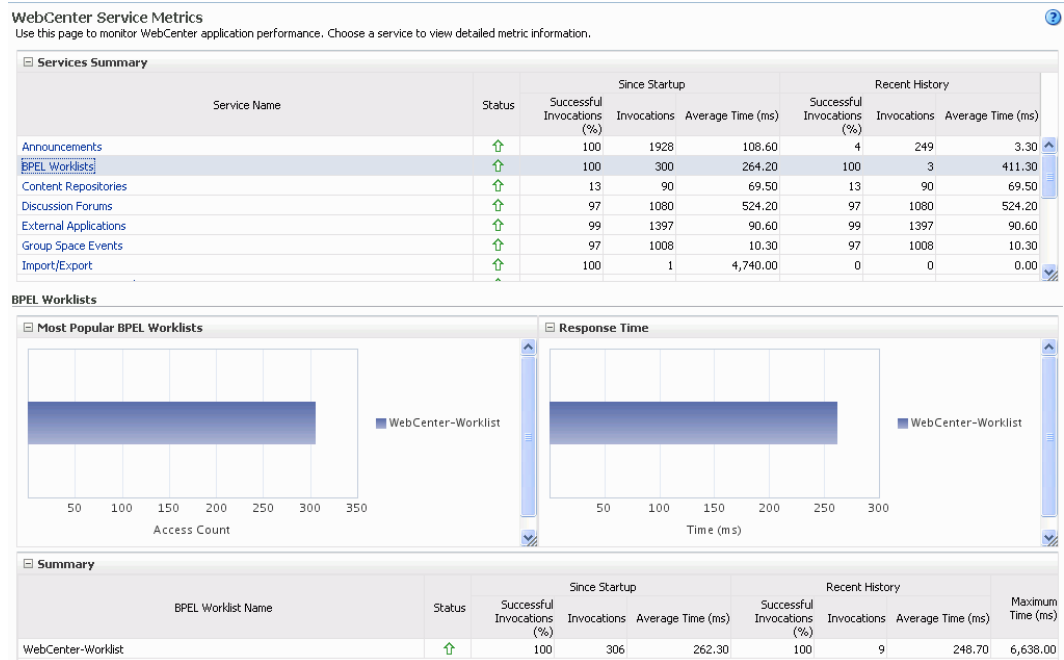 WebCenter Service Metrics
Use this page to monitor WebCenter application performance. Choose a service to view detailed metric information.
Services Summary
Service Name Status Since Startup Recent History
Successful Invocations (%) Invocations Average Time (ms) Successful Invocations (%) Invocations Average Time (ms)
Announcements 100 1928 108.60 4 249 3.30
BPEL Worklists 100 300 264.20 100 3 411.30
Content Repositories 13 90 69.50 13 90 69.50
Discussion Forums 97 1080 524.20 97 1080 524.20
External Applications 99 1397 90.60 99 1397 90.60
Group Space Events 97 1008 10.30 97 1008 10.30
Import/Export 100 1 4,740.00 0 0 0.00
BPEL Worklists
Most Popular BPEL Worklists
WebCenter-Worklist
50 100 150 200 250 300 350
Access Count
Response Time
WebCenter-Worklist
50 100 150 200 250 300
Time (ms)
Summary
BPEL Worklist Name Status Since Startup Recent History Maximum Time (ms)
Successful Invocations (%) Invocations Average Time (ms) Successful Invocations (%) Invocations Average Time (ms)
WebCenter-Worklist 100 306 262.30 100 9 248.70 6,638.00